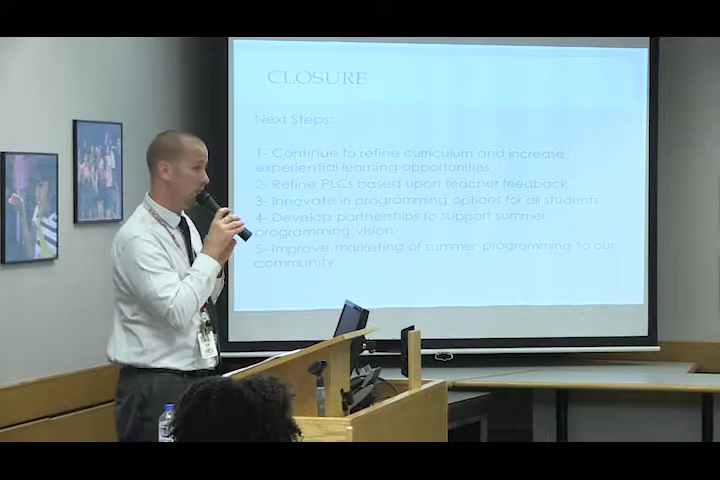 CLOSURE
Next Steps:
1- Continue to refine curriculum and increase
experiential learning opportunities
2- Refine PLCs based upon teacher feedback
3- Innovate in programming options for all students
4- Develop partnerships to support summer
programming vision
5- Improve marketing of summer programming to our
community